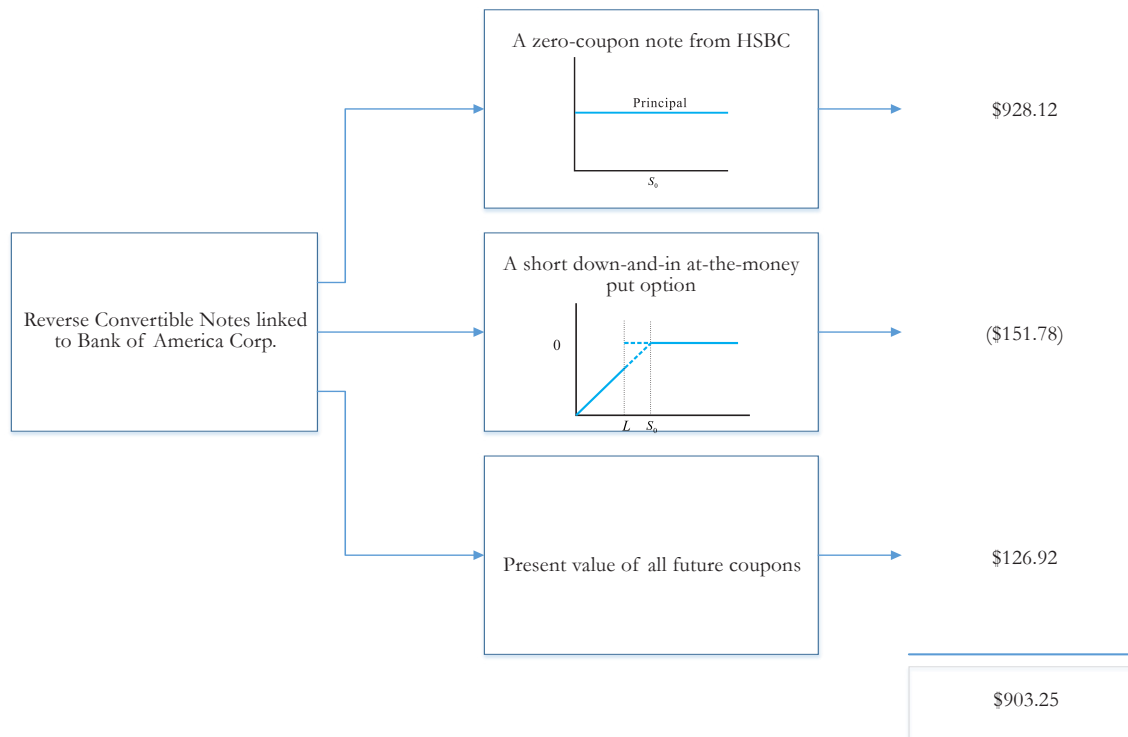 A zero-coupon note from HSBC
Principal
S₀
$928.12
Reverse Convertible Notes linked
to Bank of America Corp.
A short down-and-in at-the-money
put option
0
L S₀
($151.78)
Present value of all future coupons
$126.92
$903.25